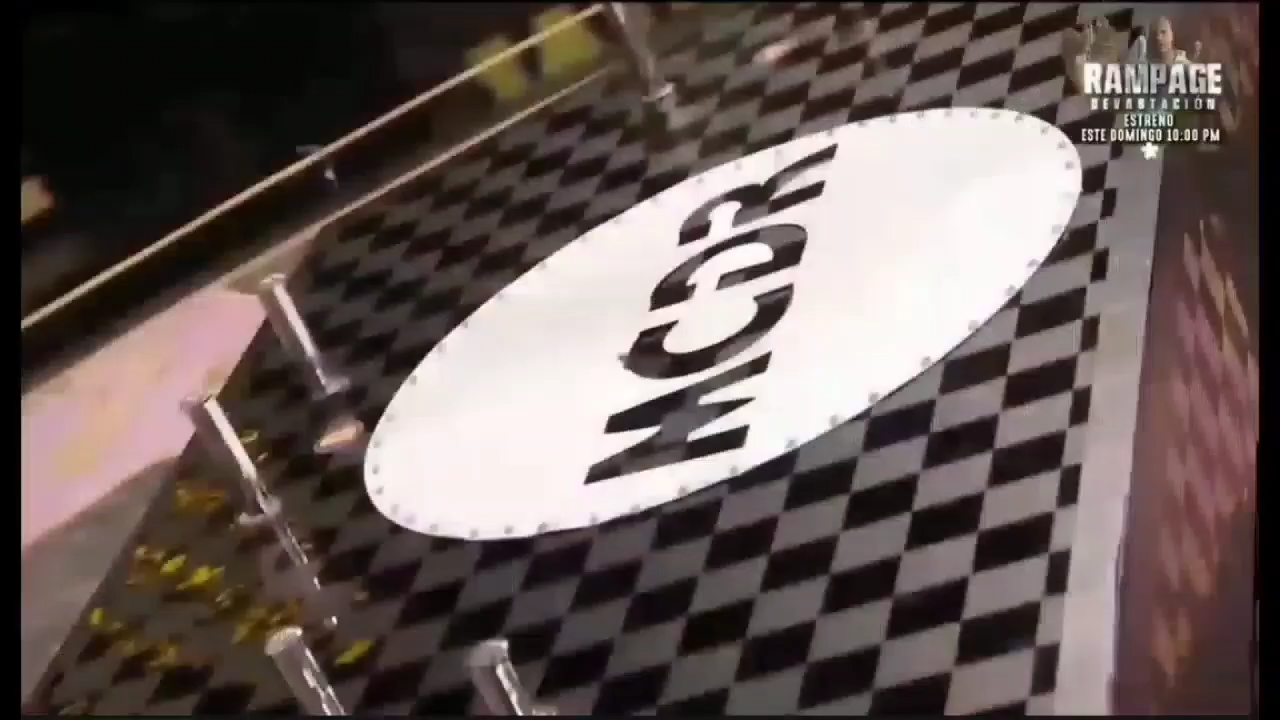 RAMPAGE
DEVASTACIÓN
ESTRENO
ESTE DOMINGO 10:00 PM